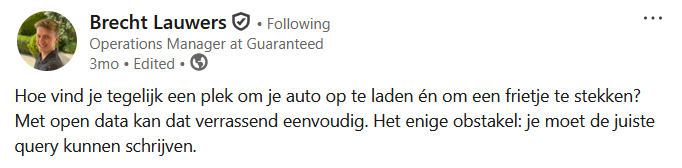 Brecht Lauwers • Following
Operations Manager at Guaranteed
3mo • Edited •
Hoe vind je tegelijk een plek om je auto op te laden én om een frietje te stekken?
Met open data kan dat verrassend eenvoudig. Het enige obstakel: je moet de juiste
query kunnen schrijven.